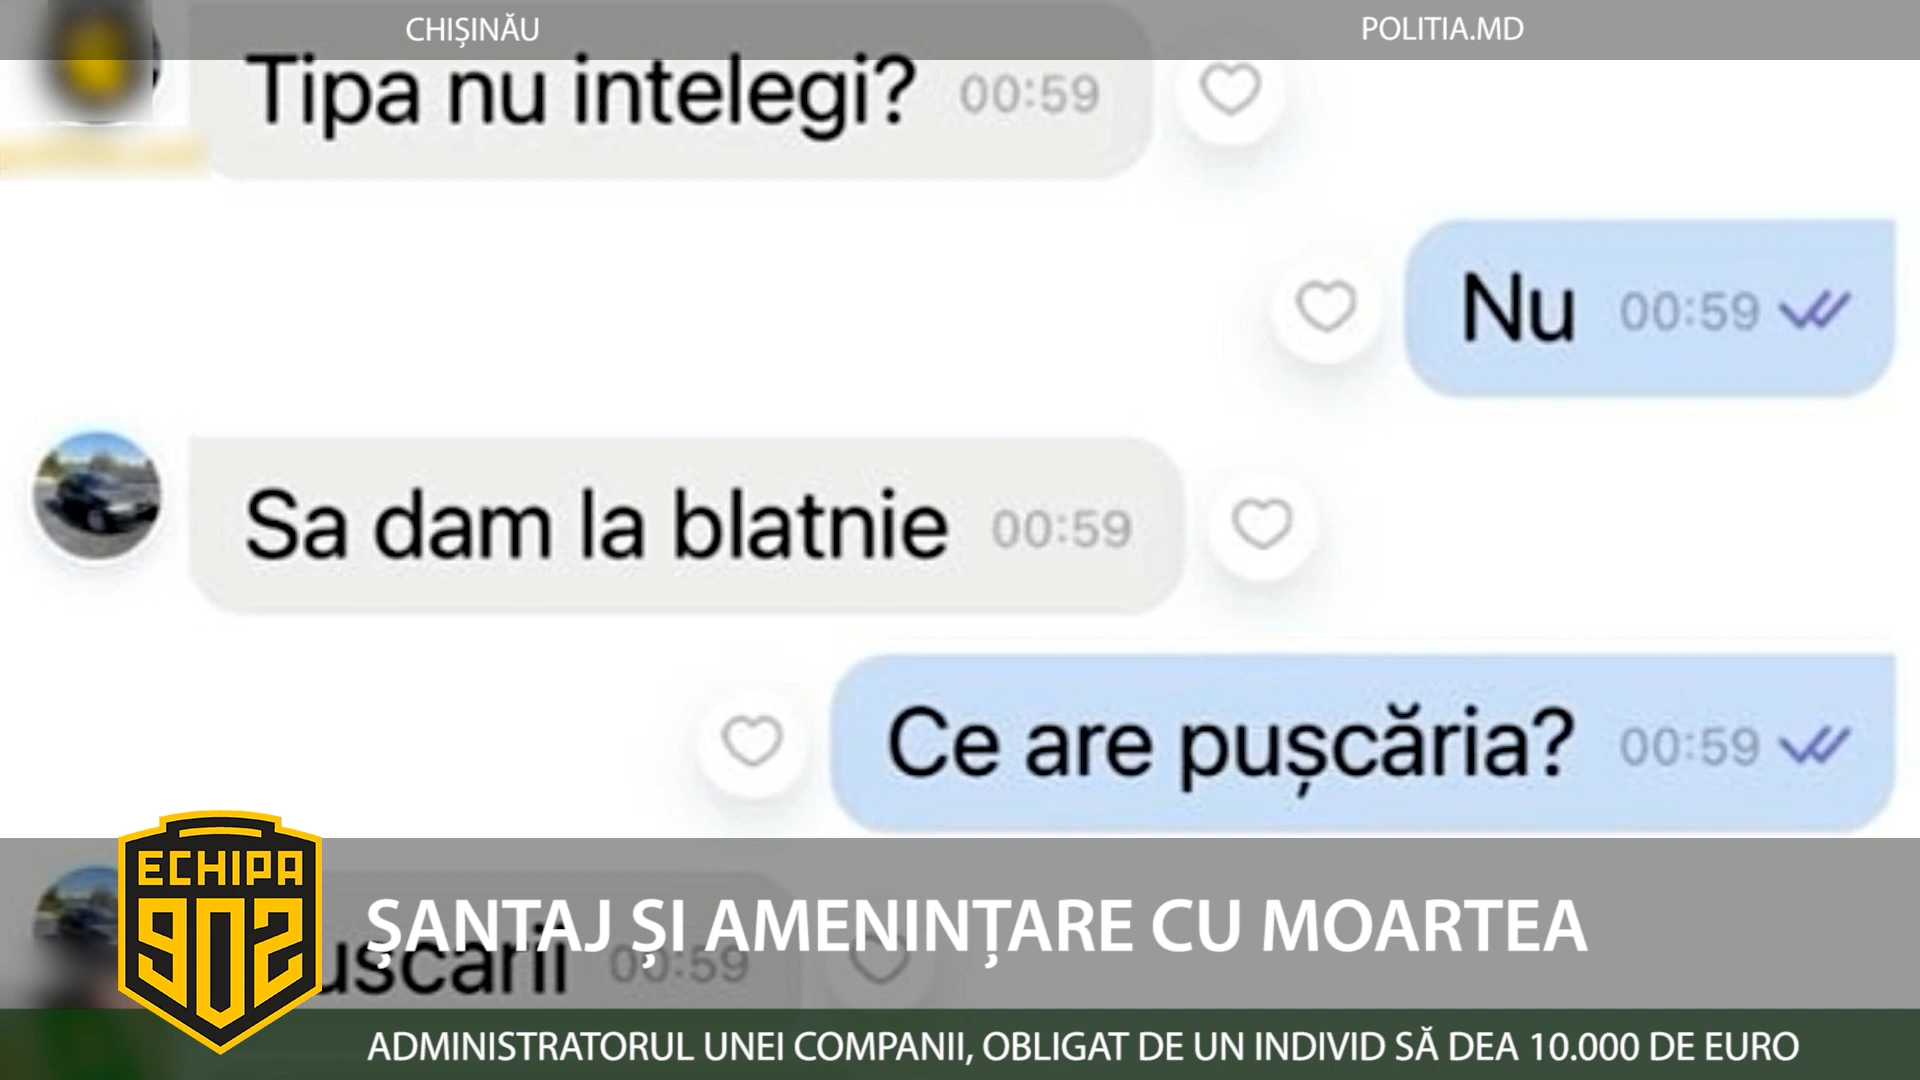 CHIȘINĂU
POLITIA.MD
Tipa nu intelegi? 00:59
Nu 00:59
Sa dam la blatnie 00:59
Ce are pușcăria? 00:59
00:59
ECHIPA
902
ȘANTAJ ȘI AMENINȚARE CU MOARTEA
ADMINISTRATORUL UNEI COMPANII, OBLIGAT DE UN INDIVID SĂ DEA 10.000 DE EURO